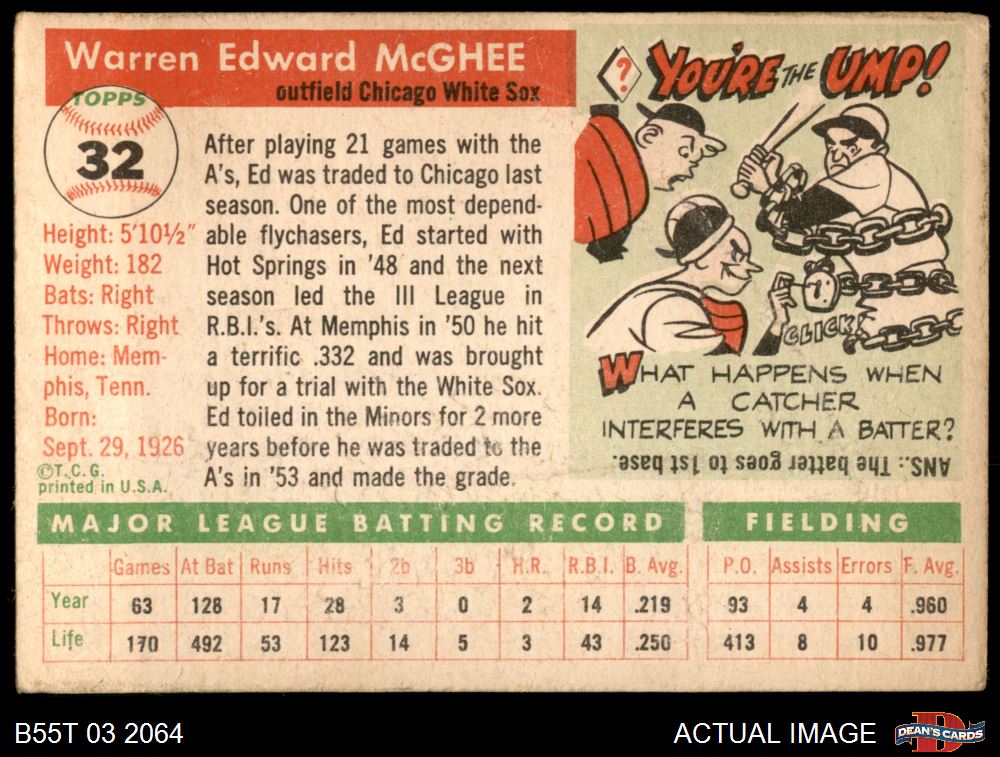 Warren Edward McGHEE
outfield Chicago White Sox
TOPPS
32
Height: 5'10½"
Weight: 182
Bats: Right
Throws: Right
Home: Mem-
phis, Tenn.
Born:
Sept. 29, 1926
©T.C.G.
printed in U.S.A.
After playing 21 games with the
A's, Ed was traded to Chicago last
season. One of the most depend-
able flychasers, Ed started with
Hot Springs in '48 and the next
season led the III League in
R.B.I.'s. At Memphis in '50 he hit
a terrific .332 and was brought
up for a trial with the White Sox.
Ed toiled in the Minors for 2 more
years before he was traded to the
A's in '53 and made the grade.
?
YOU'RE THE UMP!
CLICK!
WHAT HAPPENS WHEN
A CATCHER
INTERFERES WITH A BATTER?
ANS.: The batter goes to 1st base.
MAJOR LEAGUE BATTING RECORD FIELDING
Games At Bat Runs Hits 2b 3b H.R. R.B.I. B. Avg. P.O. Assists Errors F. Avg.
Year 63 128 17 28 3 0 2 14 .219 93 4 4 .960
Life 170 492 53 123 14 5 3 43 .250 413 8 10 .977
B55T 03 2064
ACTUAL IMAGE
D
DEAN'S CARDS